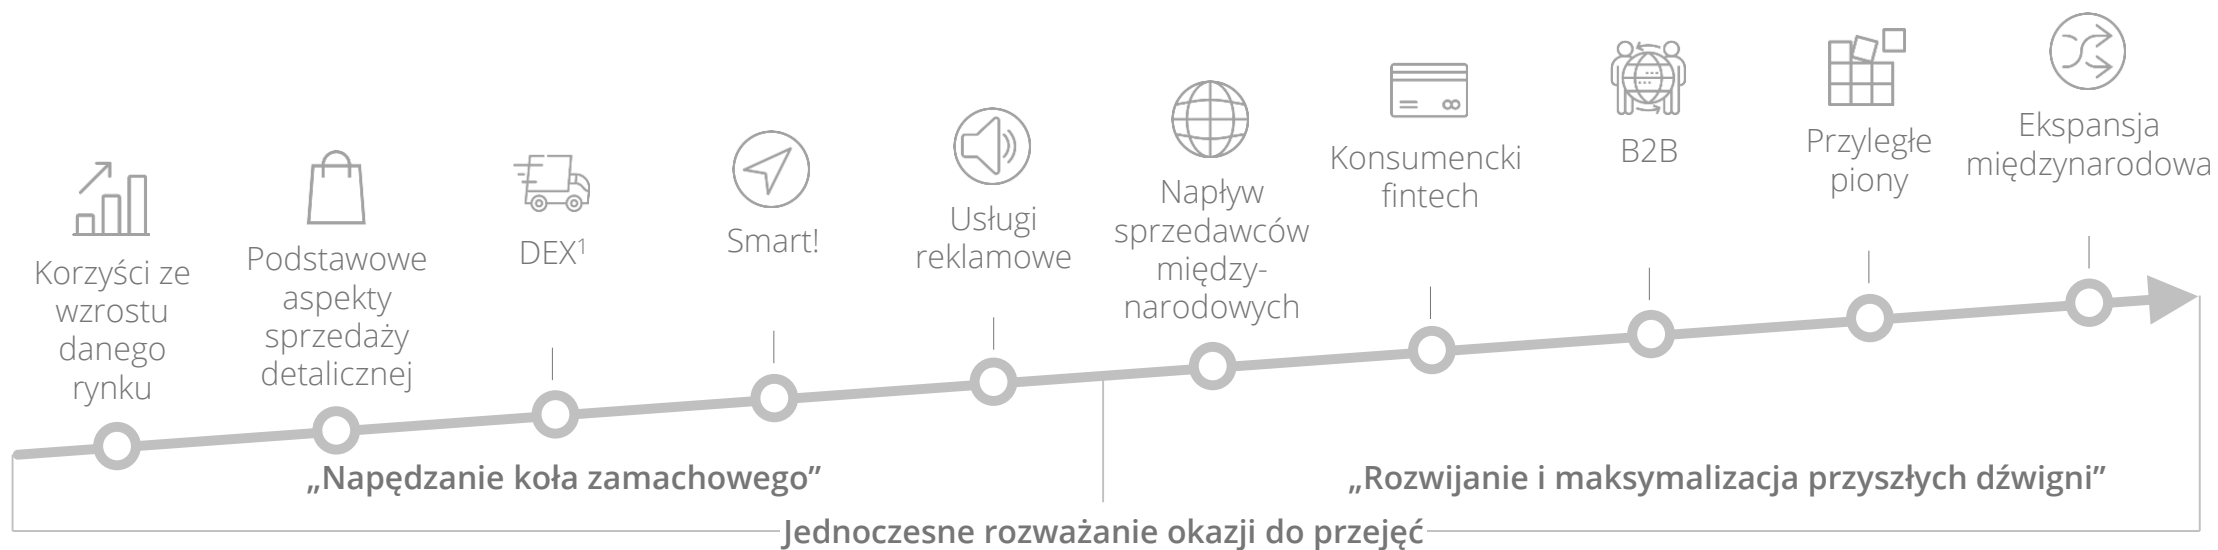 Korzyści ze
wzrostu
danego
rynku
Podstawowe
aspekty
sprzedaży
detalicznej
DEX¹
Smart!
Usługi
reklamowe
Napływ
sprzedawców
między-
narodowych
Konsumencki
fintech
B2B
Przyległe
piony
Ekspansja
międzynarodowa
„Napędzanie koła zamachowego”
„Rozwijanie i maksymalizacja przyszłych dźwigni”
Jednoczesne rozważanie okazji do przejęć